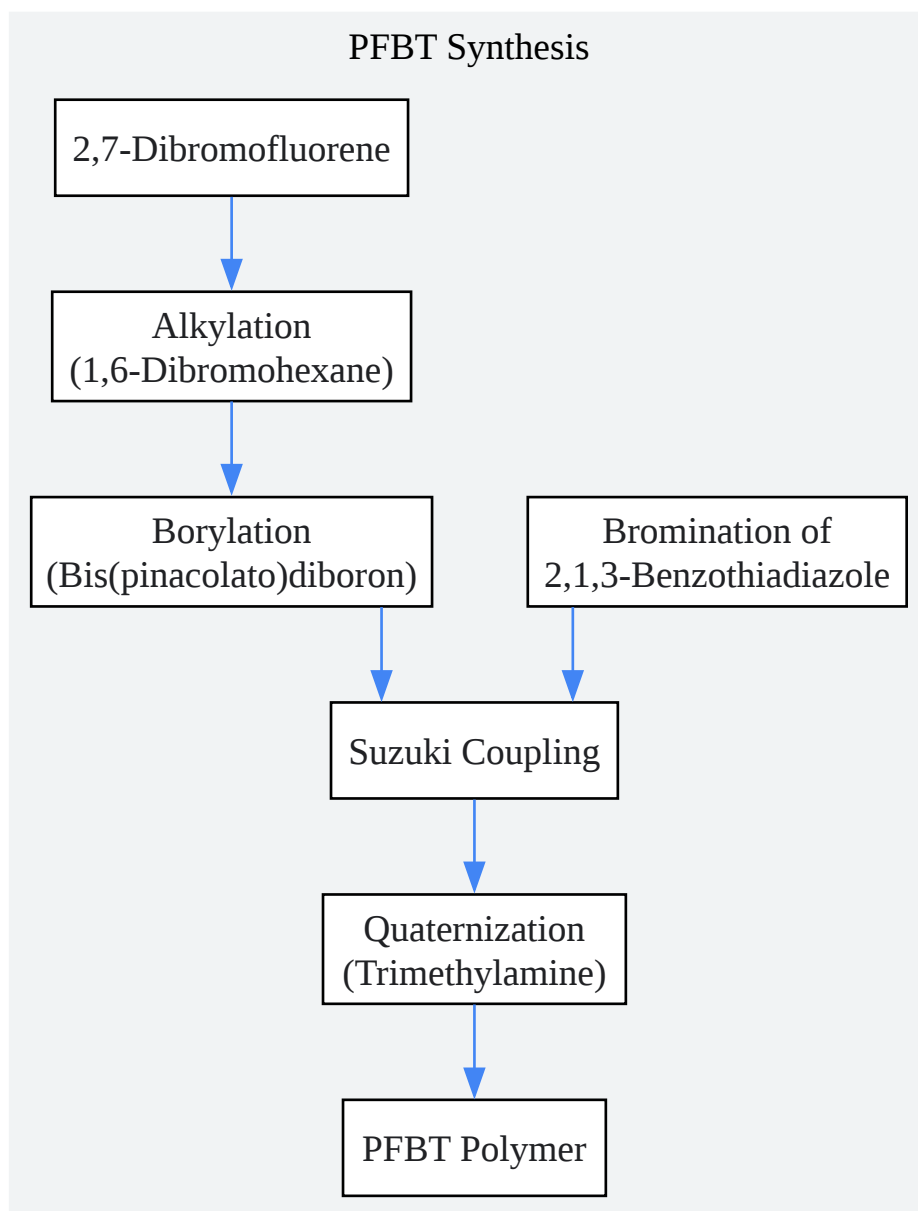 PFBT Synthesis
2,7-Dibromofluorene
Alkylation
(1,6-Dibromohexane)
Borylation
(Bis(pinacolato)diboron)
Bromination of
2,1,3-Benzothiadiazole
Suzuki Coupling
Quaternization
(Trimethylamine)
PFBT Polymer